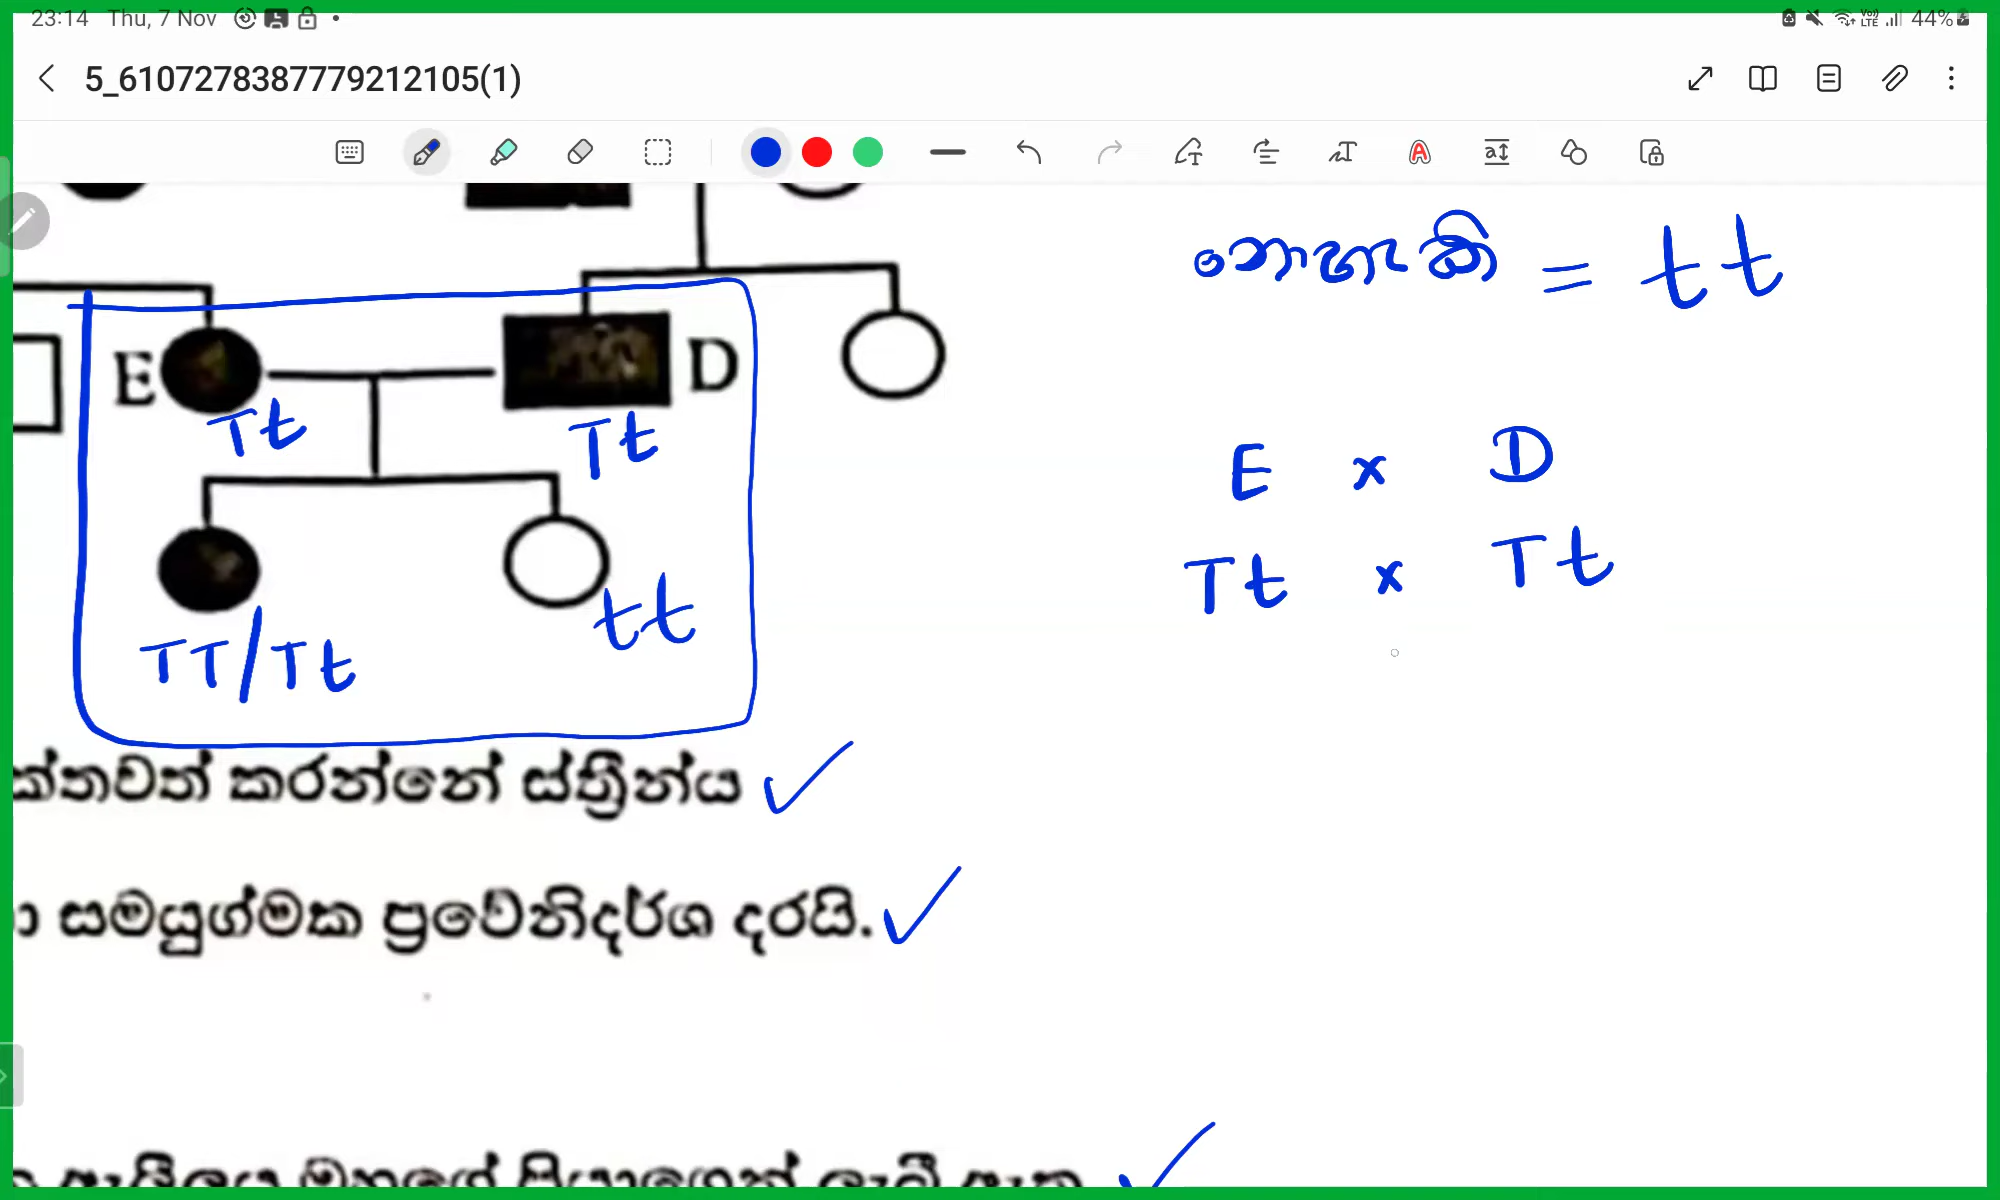 23:14 Thu, 7 Nov
44%
5_6107278387779212105(1)
නොහැකි = tt
E D
Tt Tt
E x D
Tt x Tt
TT/Tt tt
ක්තවත් කරන්නේ ස්ත්‍රීන්ය
සමයුග්මක ප්‍රවේනිදර්ශ දරයි.